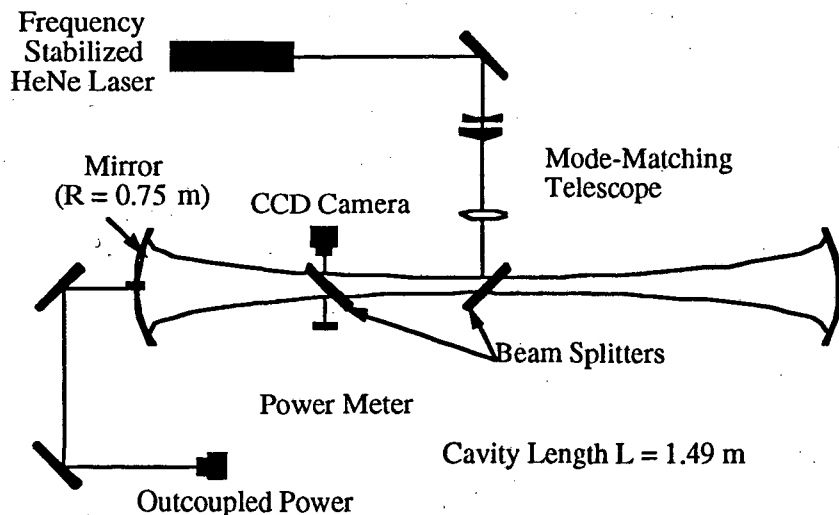 Frequency
Stabilized
HeNe Laser
Mirror
(R = 0.75 m)
CCD Camera
Mode-Matching
Telescope
Beam Splitters
Power Meter
Cavity Length L = 1.49 m
Outcoupled Power